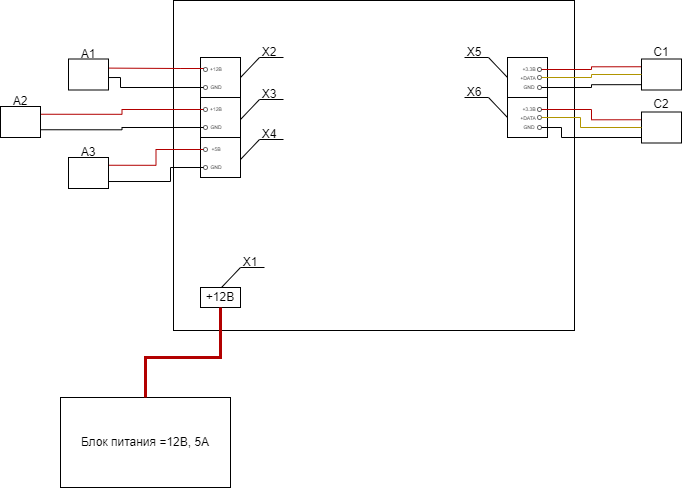 A1
X2
+12В
GND
A2
X3
+12В
GND
A3
X4
+5В
GND
X5
+3.3В
+DATA
GND
C1
X6
+3.3В
+DATA
GND
C2
X1
+12В
Блок питания =12В, 5А